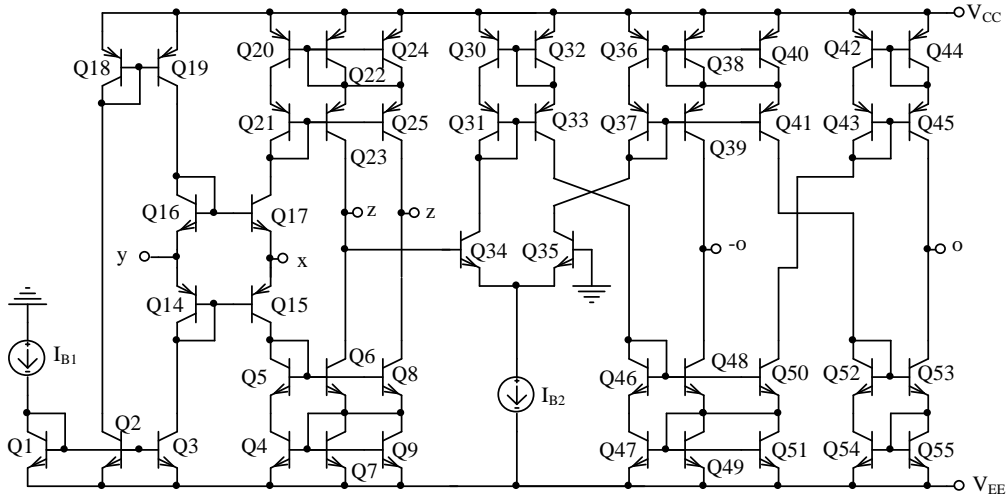 V_CC
Q20 Q24 Q30 Q32 Q36 Q40 Q42 Q44
Q18 Q19 Q22 Q38
Q21 Q25 Q31 Q33 Q37 Q41 Q43 Q45
Q23 Q39
Q16 Q17 z z
y x Q34 Q35 -o o
Q14 Q15
I_B1 Q6 Q48
Q5 Q8 Q46 Q50 Q52 Q53
I_B2
Q1 Q2 Q3 Q4 Q9 Q47 Q51 Q54 Q55
Q7 Q49
V_EE